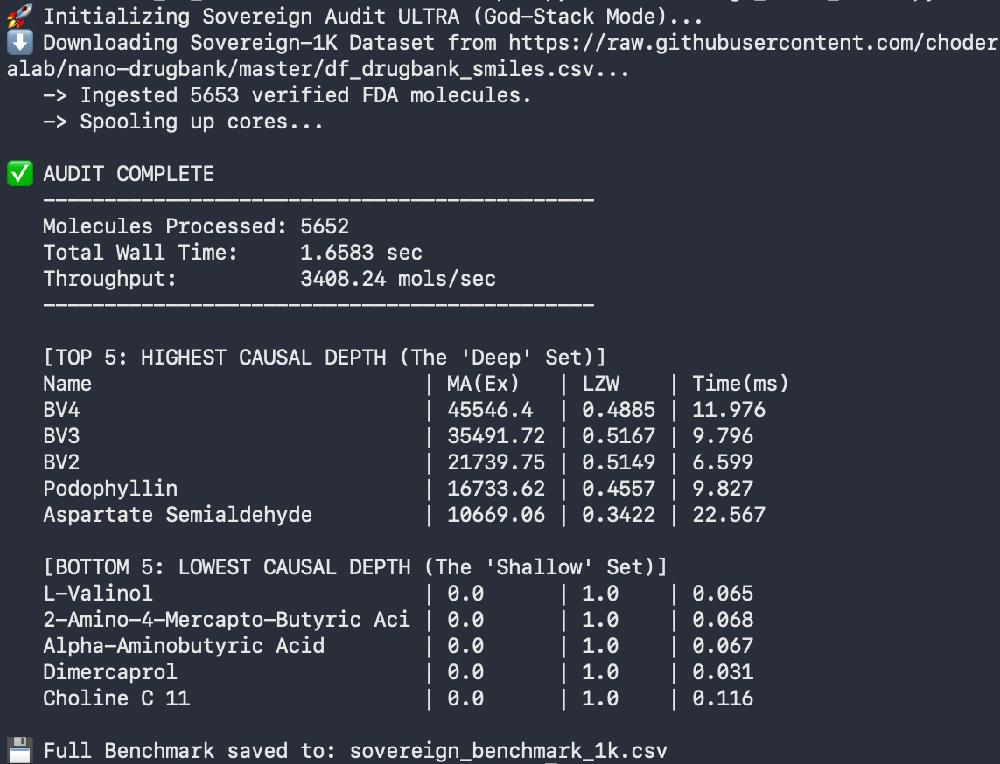 🚀 Initializing Sovereign Audit ULTRA (God-Stack Mode)...
⬇️ Downloading Sovereign-1K Dataset from https://raw.githubusercontent.com/choder
alab/nano-drugbank/master/df_drugbank_smiles.csv...
-> Ingested 5653 verified FDA molecules.
-> Spooling up cores...
✅ AUDIT COMPLETE
---------------------------------------------
Molecules Processed: 5652
Total Wall Time: 1.6583 sec
Throughput: 3408.24 mols/sec
---------------------------------------------
[TOP 5: HIGHEST CAUSAL DEPTH (The 'Deep' Set)]
Name | MA(Ex) | LZW | Time(ms)
BV4 | 45546.4 | 0.4885 | 11.976
BV3 | 35491.72 | 0.5167 | 9.796
BV2 | 21739.75 | 0.5149 | 6.599
Podophyllin | 16733.62 | 0.4557 | 9.827
Aspartate Semialdehyde | 10669.06 | 0.3422 | 22.567
[BOTTOM 5: LOWEST CAUSAL DEPTH (The 'Shallow' Set)]
L-Valinol | 0.0 | 1.0 | 0.065
2-Amino-4-Mercapto-Butyric Aci | 0.0 | 1.0 | 0.068
Alpha-Aminobutyric Acid | 0.0 | 1.0 | 0.067
Dimercaprol | 0.0 | 1.0 | 0.031
Choline C 11 | 0.0 | 1.0 | 0.116
💾 Full Benchmark saved to: sovereign_benchmark_1k.csv